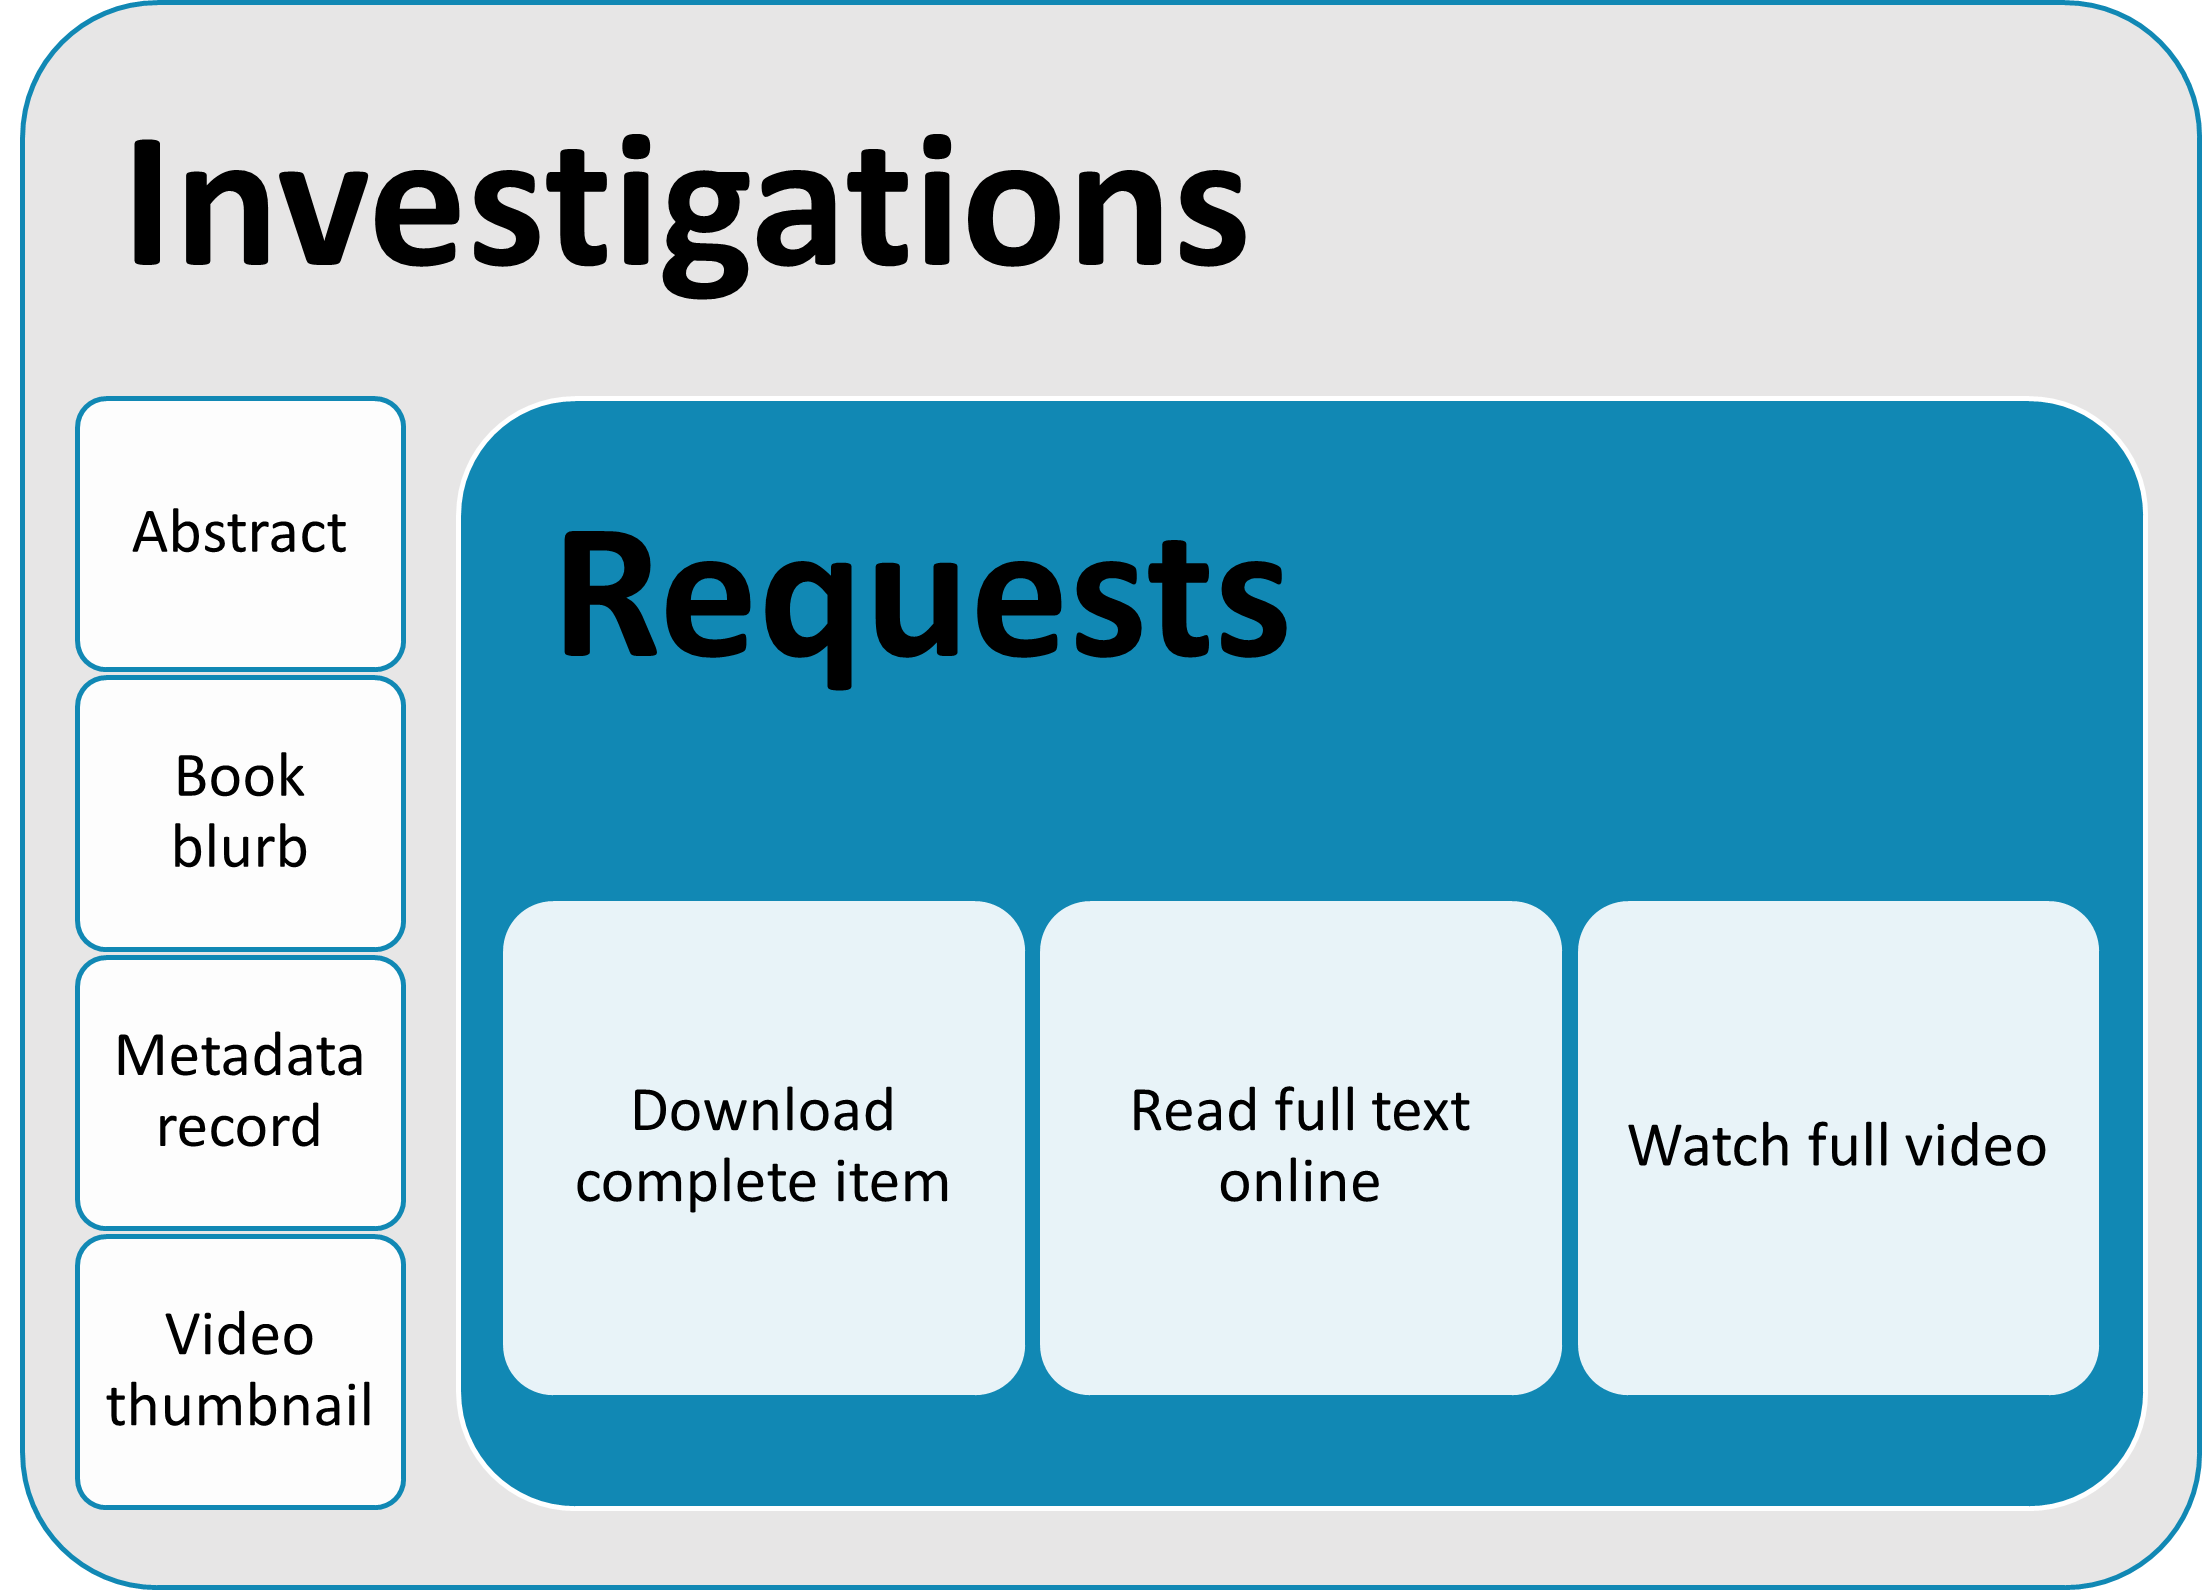 Investigations
Abstract
Book
blurb
Metadata
record
Video
thumbnail
Requests
Download
complete item
Read full text
online
Watch full video